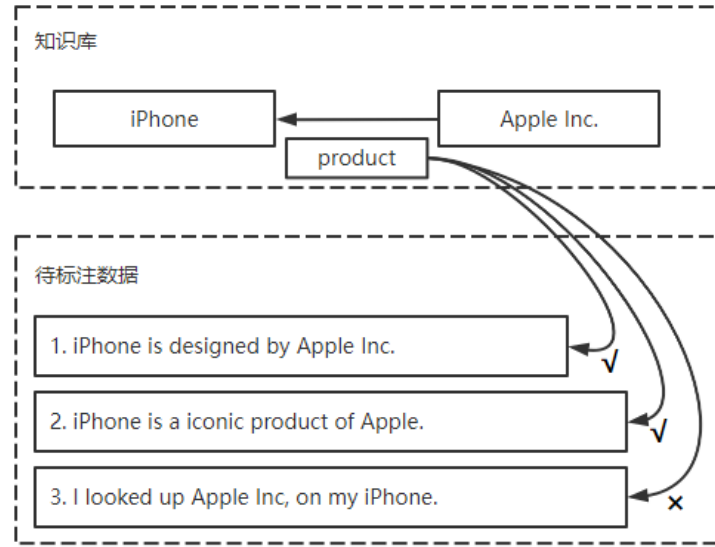 知识库
iPhone
Apple Inc.
product
待标注数据
1. iPhone is designed by Apple Inc.
√
2. iPhone is a iconic product of Apple.
√
3. I looked up Apple Inc, on my iPhone.
×